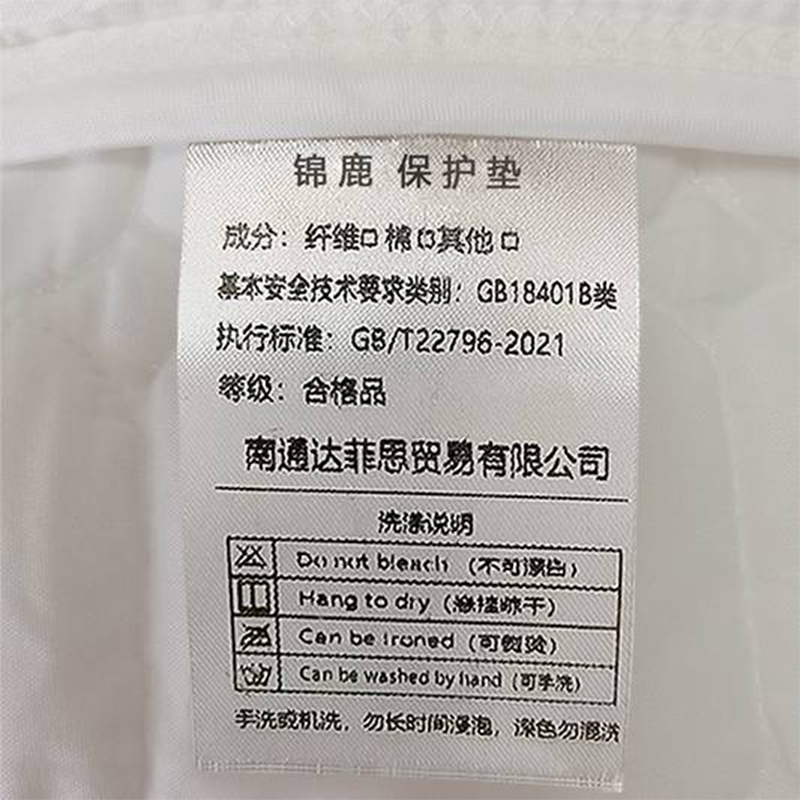 锦鹿 保护垫
成分：纤维□ 棉□其他□
基本安全技术要求类别：GB18401B类
执行标准：GB/T22796-2021
等级：合格品
南通达菲思贸易有限公司
洗涤说明
Do not bleach（不可漂白）
Hang to dry（悬挂晾干）
Can be ironed（可熨烫）
Can be washed by hand（可手洗）
手洗或机洗，勿长时间浸泡，深色勿混洗